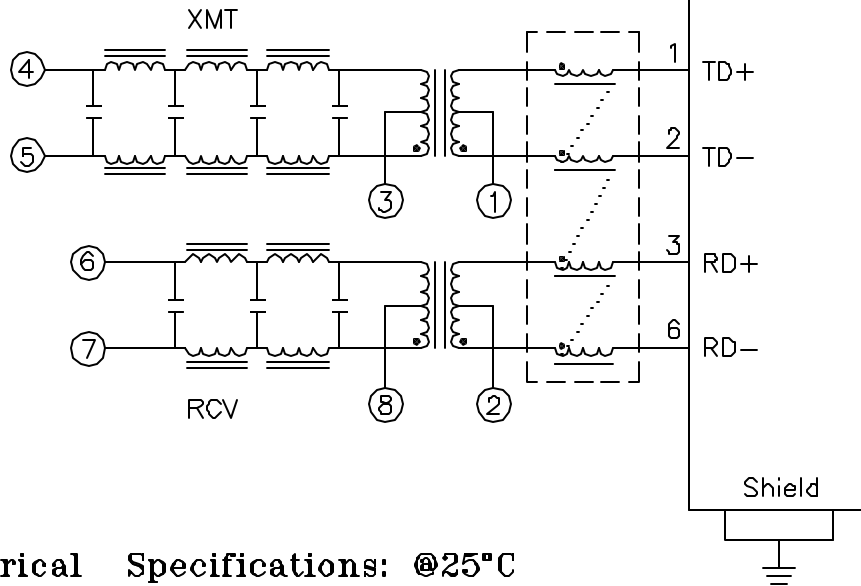 XMT
4
1
TD+
5
2
TD-
3
1
6
3
RD+
7
6
RD-
8
2
RCV
Shield
rical Specifications: @25°C